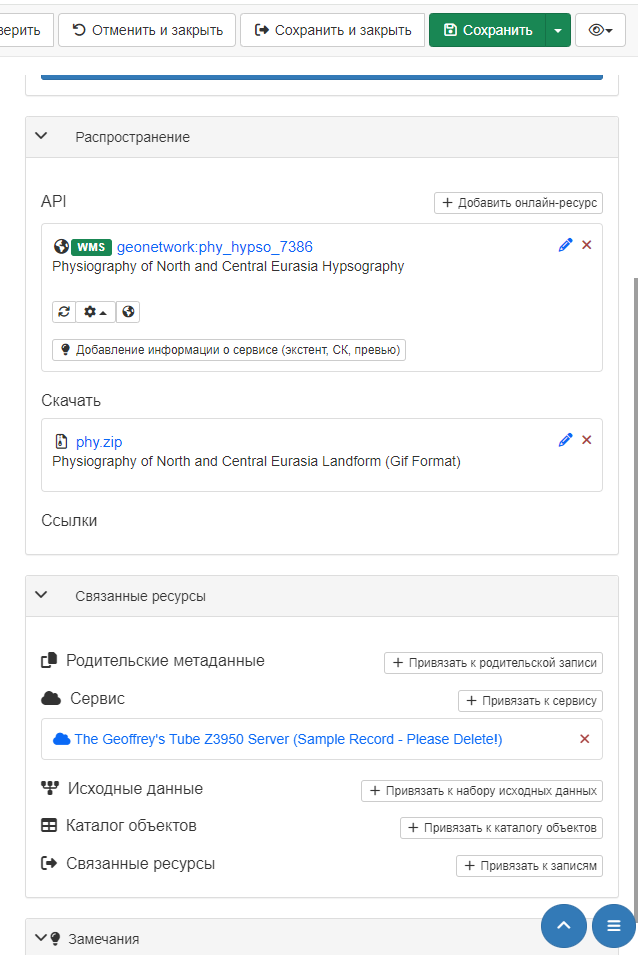 Отменить и закрыть
Сохранить и закрыть
Сохранить
Распространение
API
+ Добавить онлайн-ресурс
WMS geonetwork:phy_hypso_7386
Physiography of North and Central Eurasia Hypsography
Добавление информации о сервисе (экстент, СК, превью)
Скачать
phy.zip
Physiography of North and Central Eurasia Landform (Gif Format)
Ссылки
Связанные ресурсы
Родительские метаданные
+ Привязать к родительской записи
Сервис
+ Привязать к сервису
The Geoffrey's Tube Z3950 Server (Sample Record - Please Delete!)
Исходные данные
+ Привязать к набору исходных данных
Каталог объектов
+ Привязать к каталогу объектов
Связанные ресурсы
+ Привязать к записям
Замечания